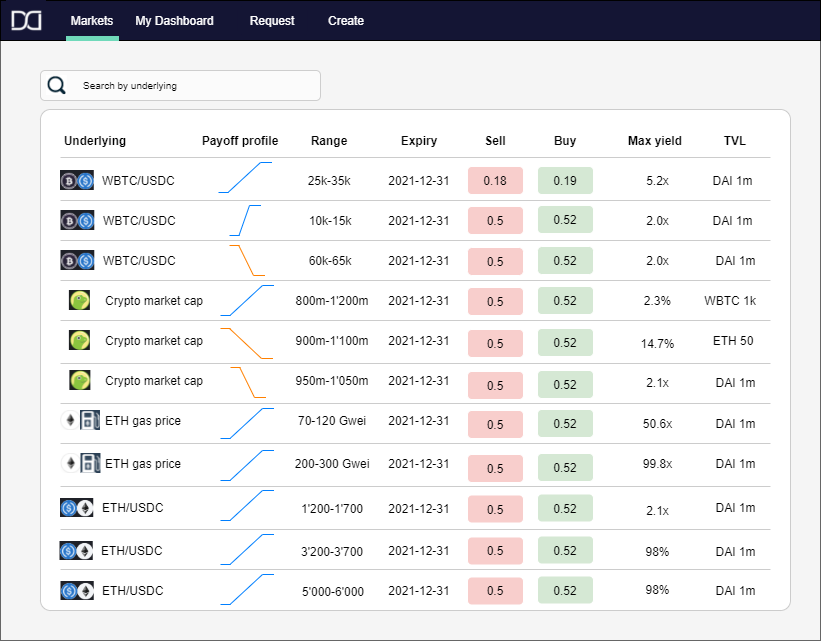 Markets My Dashboard Request Create
Search by underlying
Underlying Payoff profile Range Expiry Sell Buy Max yield TVL
WBTC/USDC 25k-35k 2021-12-31 0.18 0.19 5.2x DAI 1m
WBTC/USDC 10k-15k 2021-12-31 0.5 0.52 2.0x DAI 1m
WBTC/USDC 60k-65k 2021-12-31 0.5 0.52 2.0x DAI 1m
Crypto market cap 800m-1'200m 2021-12-31 0.5 0.52 2.3% WBTC 1k
Crypto market cap 900m-1'100m 2021-12-31 0.5 0.52 14.7% ETH 50
Crypto market cap 950m-1'050m 2021-12-31 0.5 0.52 2.1x DAI 1m
ETH gas price 70-120 Gwei 2021-12-31 0.5 0.52 50.6x DAI 1m
ETH gas price 200-300 Gwei 2021-12-31 0.5 0.52 99.8x DAI 1m
ETH/USDC 1'200-1'700 2021-12-31 0.5 0.52 2.1x DAI 1m
ETH/USDC 3'200-3'700 2021-12-31 0.5 0.52 98% DAI 1m
ETH/USDC 5'000-6'000 2021-12-31 0.5 0.52 98% DAI 1m